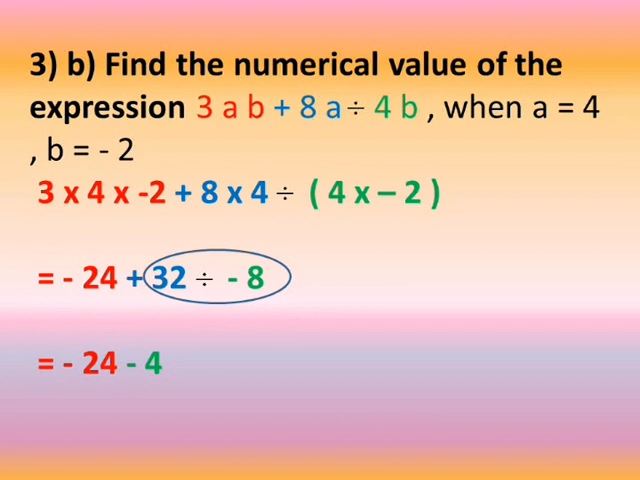 3) b) Find the numerical value of the
expression 3 a b + 8 a ÷ 4 b , when a = 4
, b = - 2
3 x 4 x -2 + 8 x 4 ÷ ( 4 x – 2 )
= - 24 + 32 ÷ - 8
= - 24 - 4